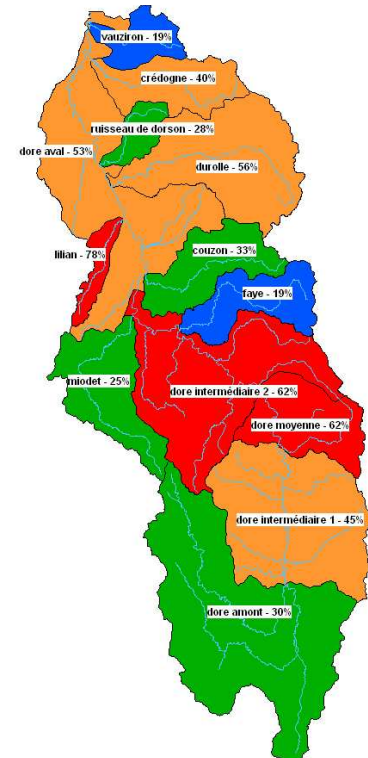 vauziron - 19%
crédogne - 40%
ruisseau de dorson - 28%
dore aval - 53%
durolle - 56%
couzon - 33%
lilian - 78%
faye - 19%
miodet - 25%
dore intermédiaire 2 - 62%
dore moyenne - 62%
dore intermédiaire 1 - 45%
dore amont - 30%